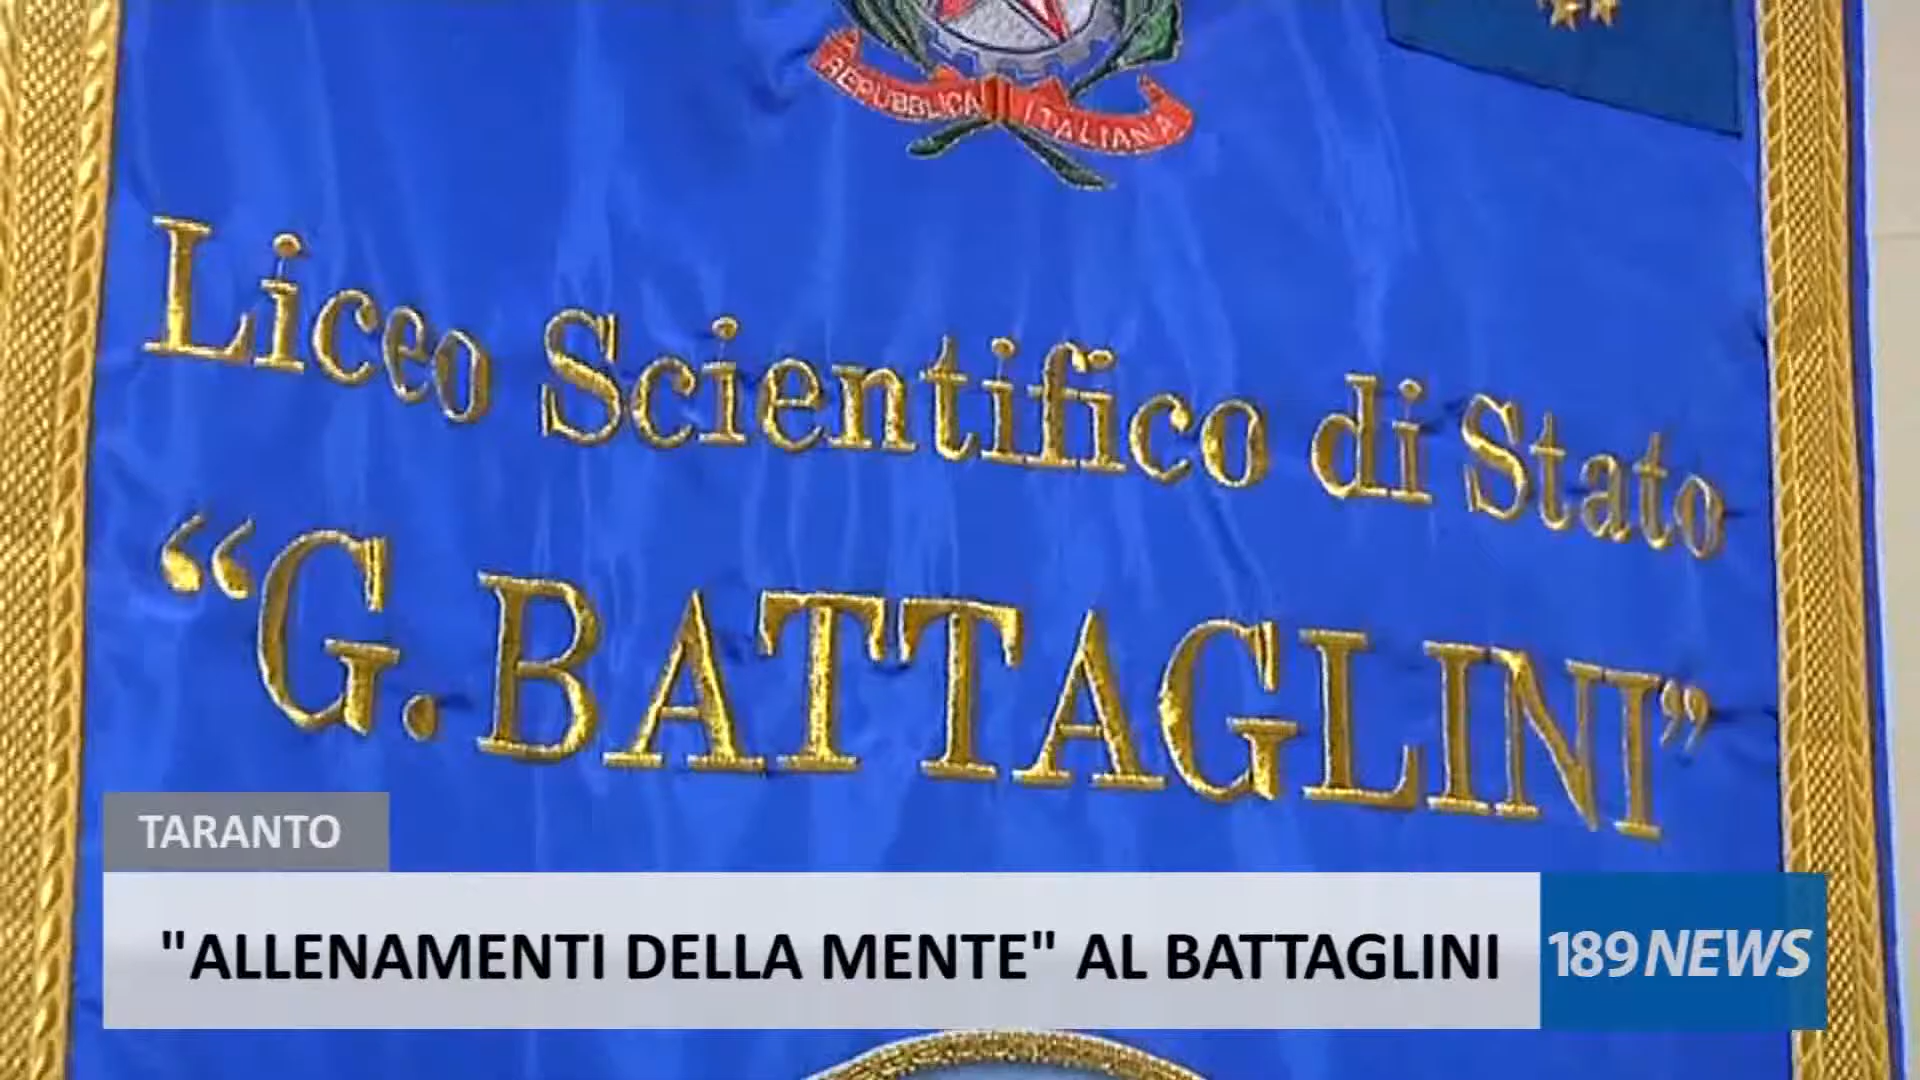 REPUBBLICA ITALIANA
Liceo Scientifico di Stato
“G. BATTAGLINI”
TARANTO
"ALLENAMENTI DELLA MENTE" AL BATTAGLINI
189NEWS